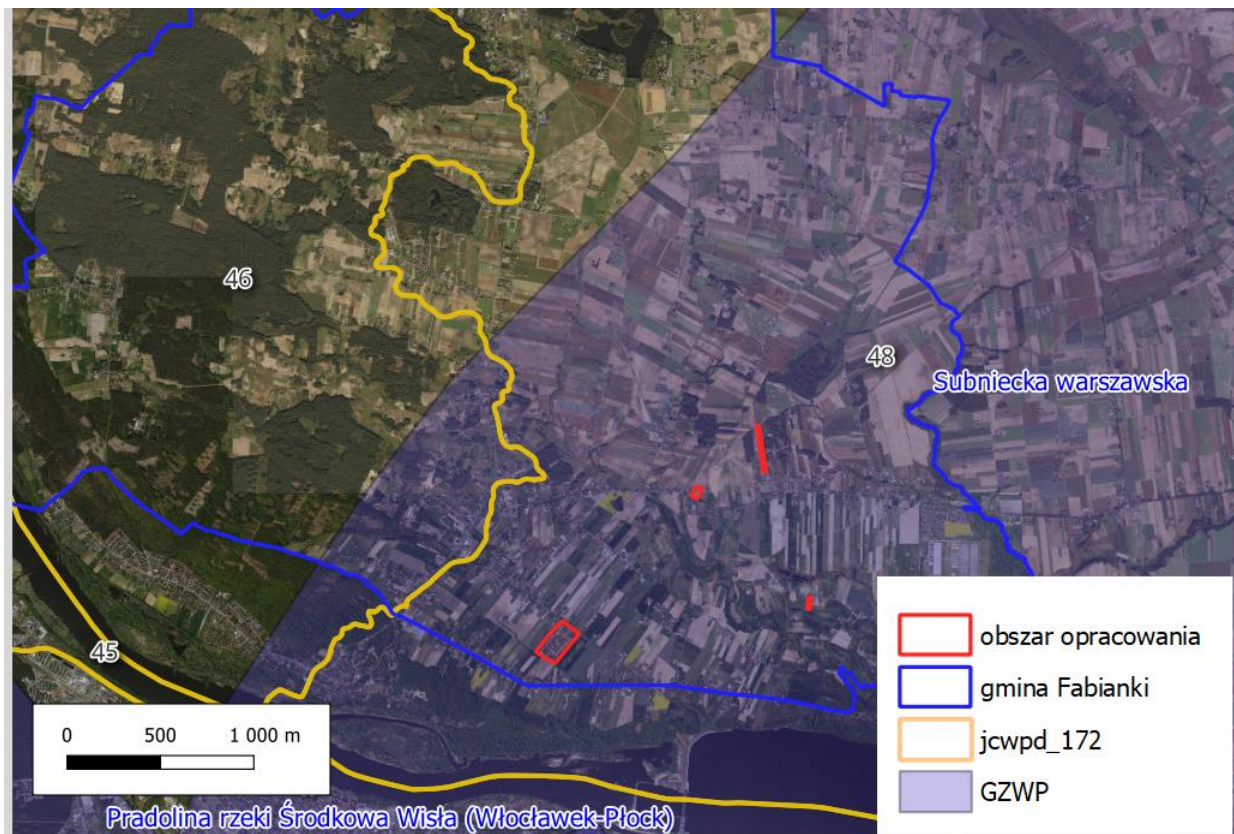 46
48
Subniecka warszawska
45
0 500 1 000 m
Pradolina rzeki Środkowa Wisła (Włocławek-Płock)
obszar opracowania
gmina Fabianki
jcwpd_172
GZWP